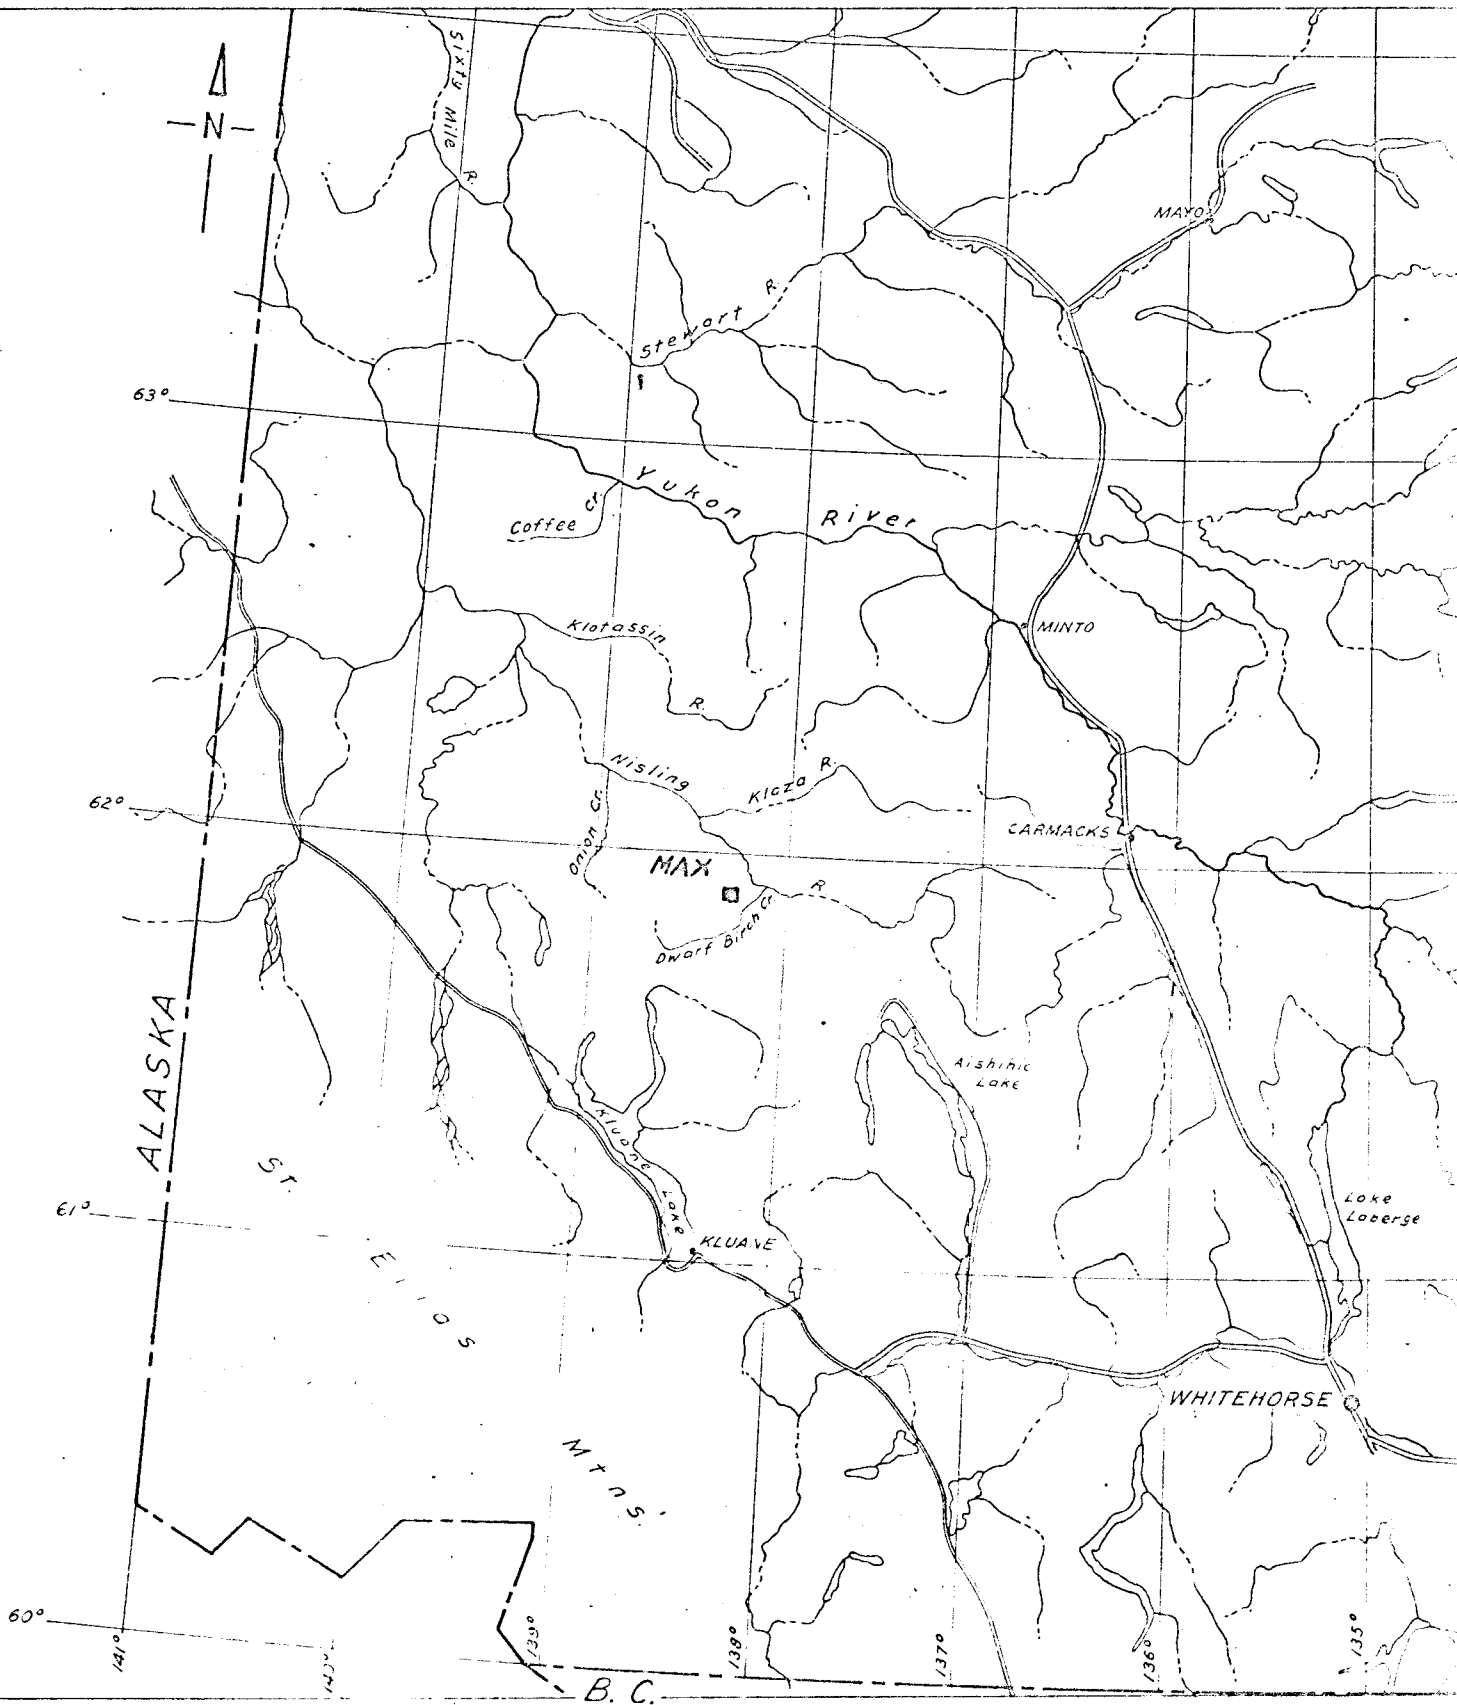 N
Sixty Mile R.
MAYO
Stewart R.
63°
Yukon River
Coffee Cr.
Klotassin R.
MINTO
Nisling R.
Klaza R.
62°
Onion Cr.
CARMACKS
MAX
Dwarf Birch Cr
ALASKA
Aishihic
Lake
Kluane Lake
St. Elias Mtns.
61°
Lake
Laberge
KLUANE
WHITEHORSE
60°
141°
140°
139°
138°
137°
136°
135°
B. C.